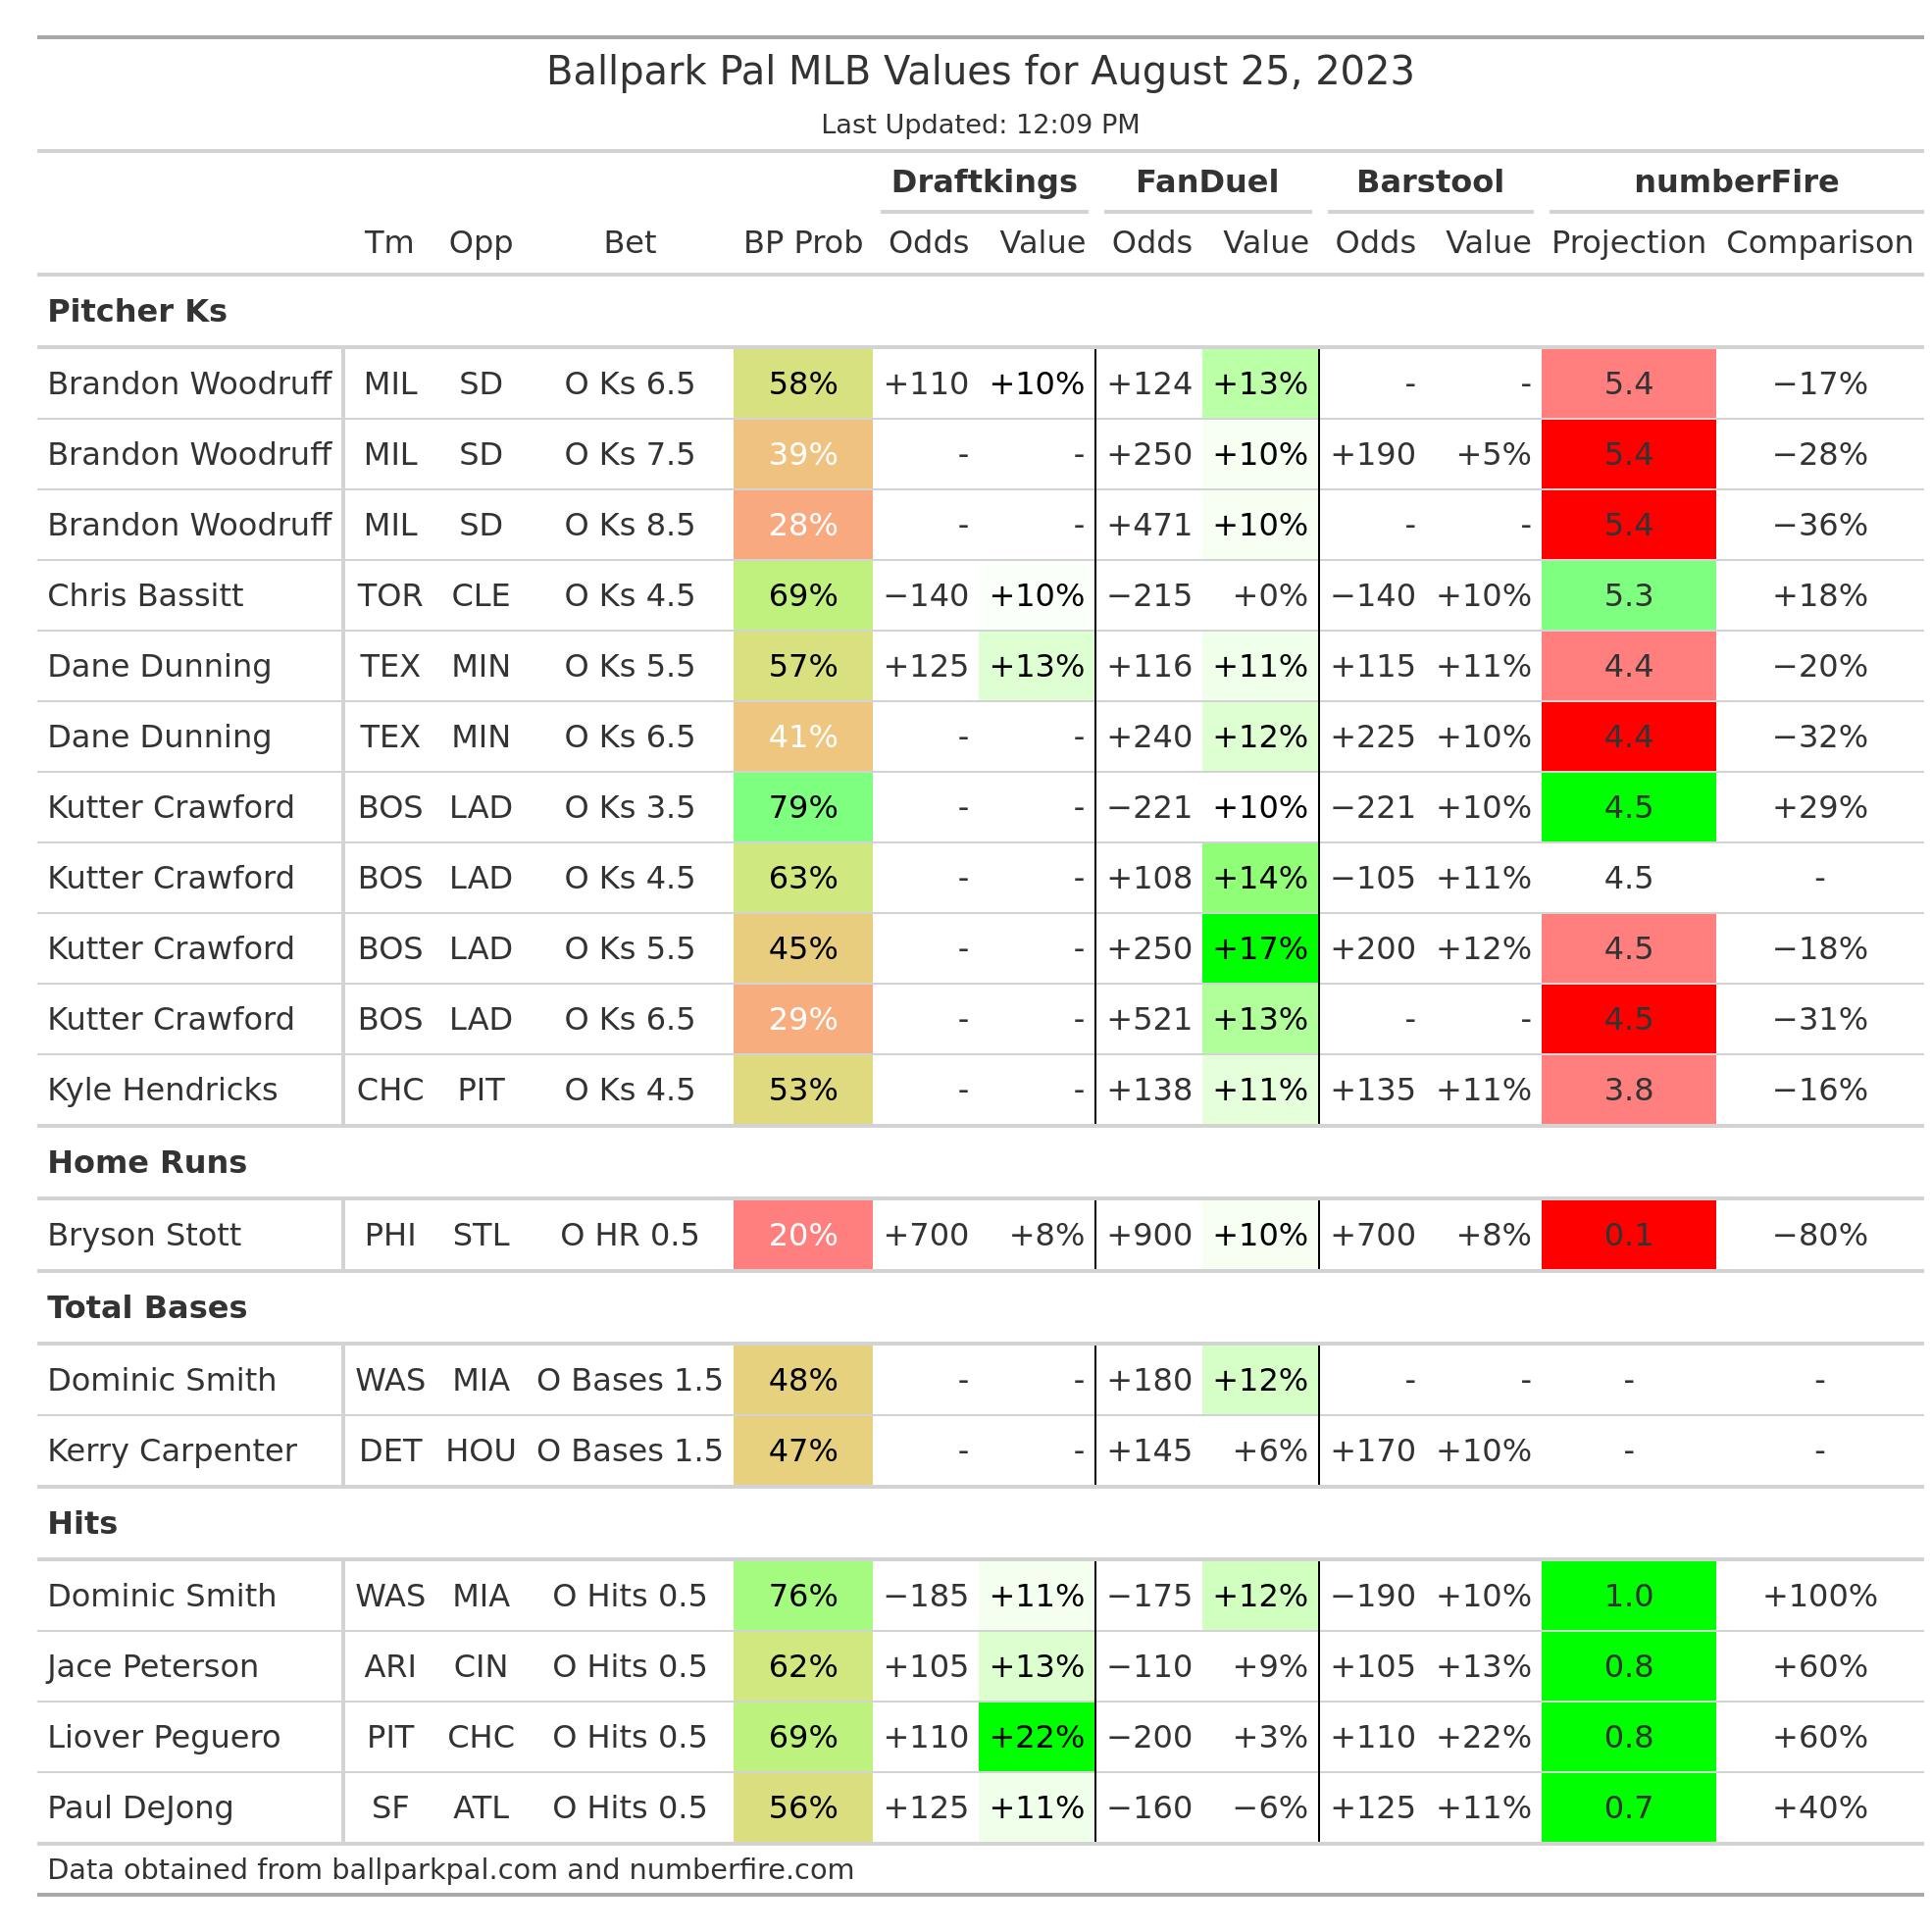 Ballpark Pal MLB Values for August 25, 2023
Last Updated: 12:09 PM
Draftkings FanDuel Barstool numberFire
Tm Opp Bet BP Prob Odds Value Odds Value Odds Value Projection Comparison
Pitcher Ks
Brandon Woodruff MIL SD O Ks 6.5 58% +110 +10% +124 +13% - - 5.4 −17%
Brandon Woodruff MIL SD O Ks 7.5 39% - - +250 +10% +190 +5% 5.4 −28%
Brandon Woodruff MIL SD O Ks 8.5 28% - - +471 +10% - - 5.4 −36%
Chris Bassitt TOR CLE O Ks 4.5 69% −140 +10% −215 +0% −140 +10% 5.3 +18%
Dane Dunning TEX MIN O Ks 5.5 57% +125 +13% +116 +11% +115 +11% 4.4 −20%
Dane Dunning TEX MIN O Ks 6.5 41% - - +240 +12% +225 +10% 4.4 −32%
Kutter Crawford BOS LAD O Ks 3.5 79% - - −221 +10% −221 +10% 4.5 +29%
Kutter Crawford BOS LAD O Ks 4.5 63% - - +108 +14% −105 +11% 4.5 -
Kutter Crawford BOS LAD O Ks 5.5 45% - - +250 +17% +200 +12% 4.5 −18%
Kutter Crawford BOS LAD O Ks 6.5 29% - - +521 +13% - - 4.5 −31%
Kyle Hendricks CHC PIT O Ks 4.5 53% - - +138 +11% +135 +11% 3.8 −16%
Home Runs
Bryson Stott PHI STL O HR 0.5 20% +700 +8% +900 +10% +700 +8% 0.1 −80%
Total Bases
Dominic Smith WAS MIA O Bases 1.5 48% - - +180 +12% - - - -
Kerry Carpenter DET HOU O Bases 1.5 47% - - +145 +6% +170 +10% - -
Hits
Dominic Smith WAS MIA O Hits 0.5 76% −185 +11% −175 +12% −190 +10% 1.0 +100%
Jace Peterson ARI CIN O Hits 0.5 62% +105 +13% −110 +9% +105 +13% 0.8 +60%
Liover Peguero PIT CHC O Hits 0.5 69% +110 +22% −200 +3% +110 +22% 0.8 +60%
Paul DeJong SF ATL O Hits 0.5 56% +125 +11% −160 −6% +125 +11% 0.7 +40%
Data obtained from ballparkpal.com and numberfire.com